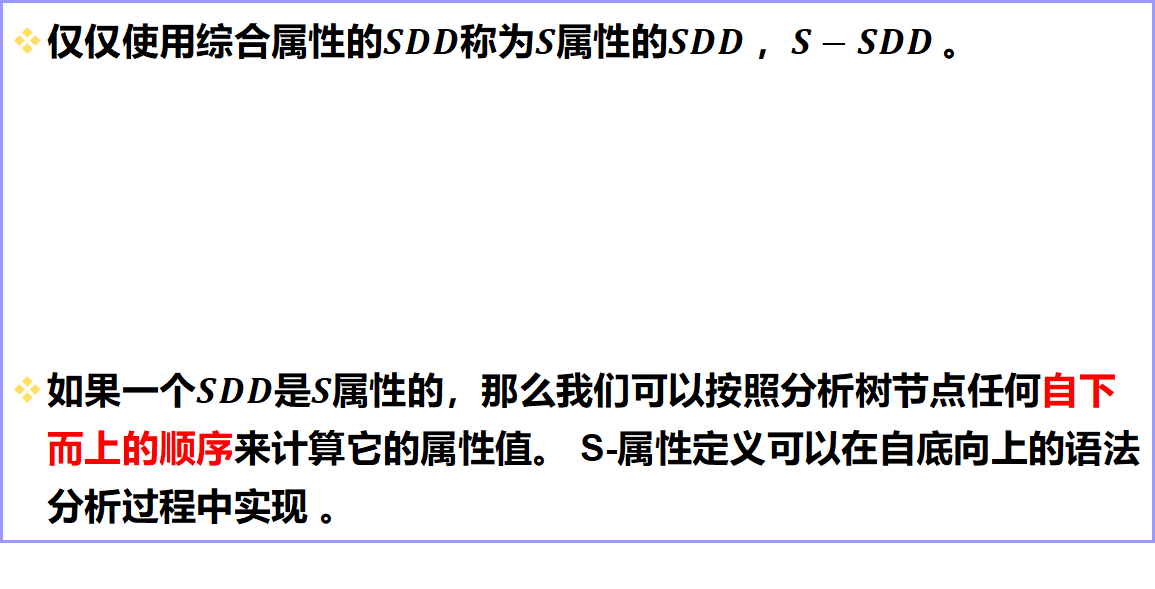 仅仅使用综合属性的SDD称为S属性的SDD ，S − SDD 。
如果一个SDD是S属性的，那么我们可以按照分析树节点任何自下
而上的顺序来计算它的属性值。 S-属性定义可以在自底向上的语法
分析过程中实现 。